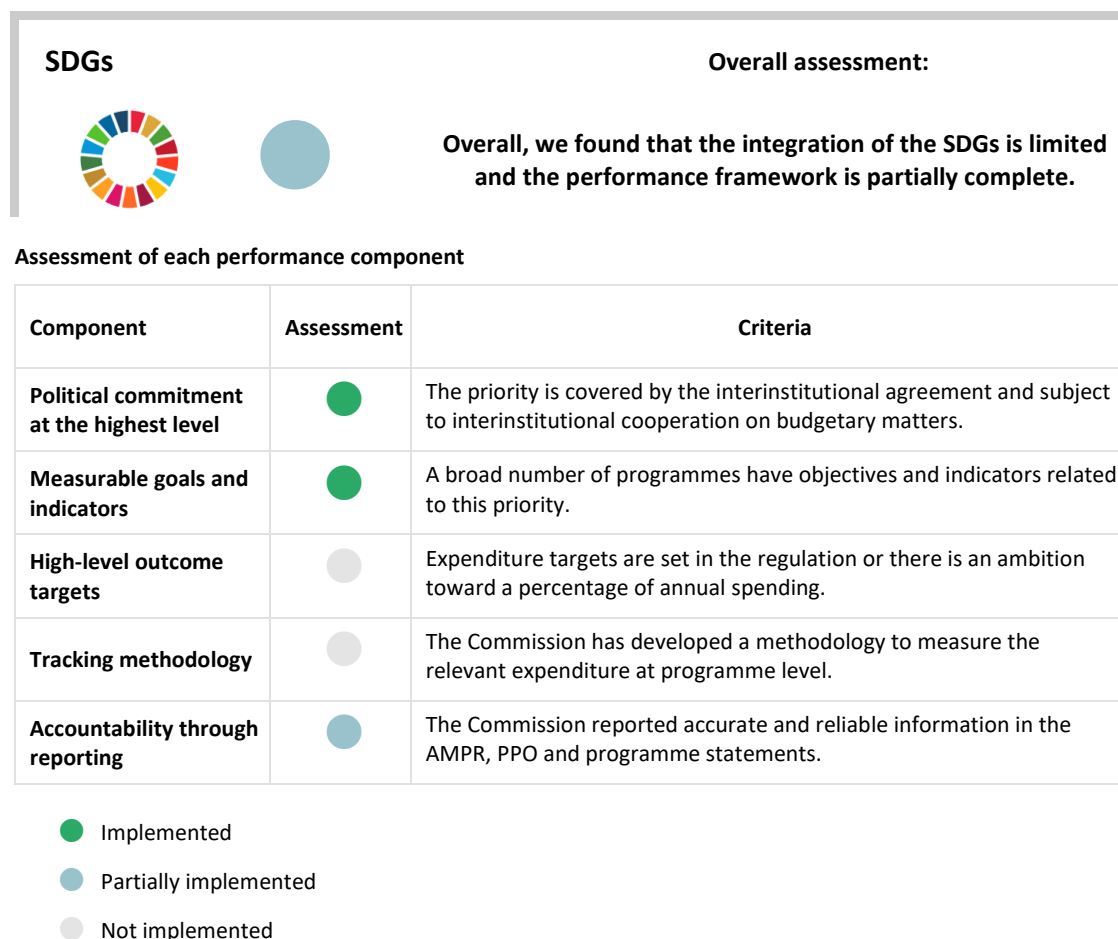 SDGs
Overall assessment:
Overall, we found that the integration of the SDGs is limited
and the performance framework is partially complete.
Assessment of each performance component
Component
Assessment
Criteria
Political commitment
at the highest level
The priority is covered by the interinstitutional agreement and subject
to interinstitutional cooperation on budgetary matters.
Measurable goals and
indicators
A broad number of programmes have objectives and indicators related
to this priority.
High-level outcome
targets
Expenditure targets are set in the regulation or there is an ambition
toward a percentage of annual spending.
Tracking methodology
The Commission has developed a methodology to measure the
relevant expenditure at programme level.
Accountability through
reporting
The Commission reported accurate and reliable information in the
AMPR, PPO and programme statements.
Implemented
Partially implemented
Not implemented